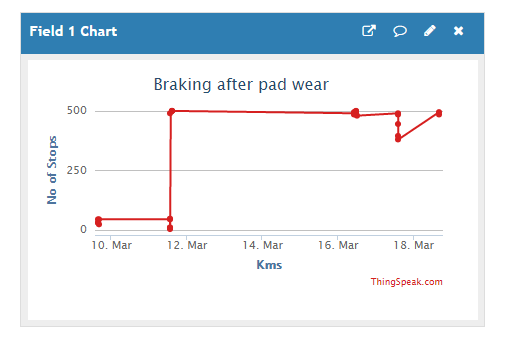 Field 1 Chart
Braking after pad wear
No of Stops
500
250
0
10. Mar 12. Mar 14. Mar 16. Mar 18. Mar
Kms
ThingSpeak.com